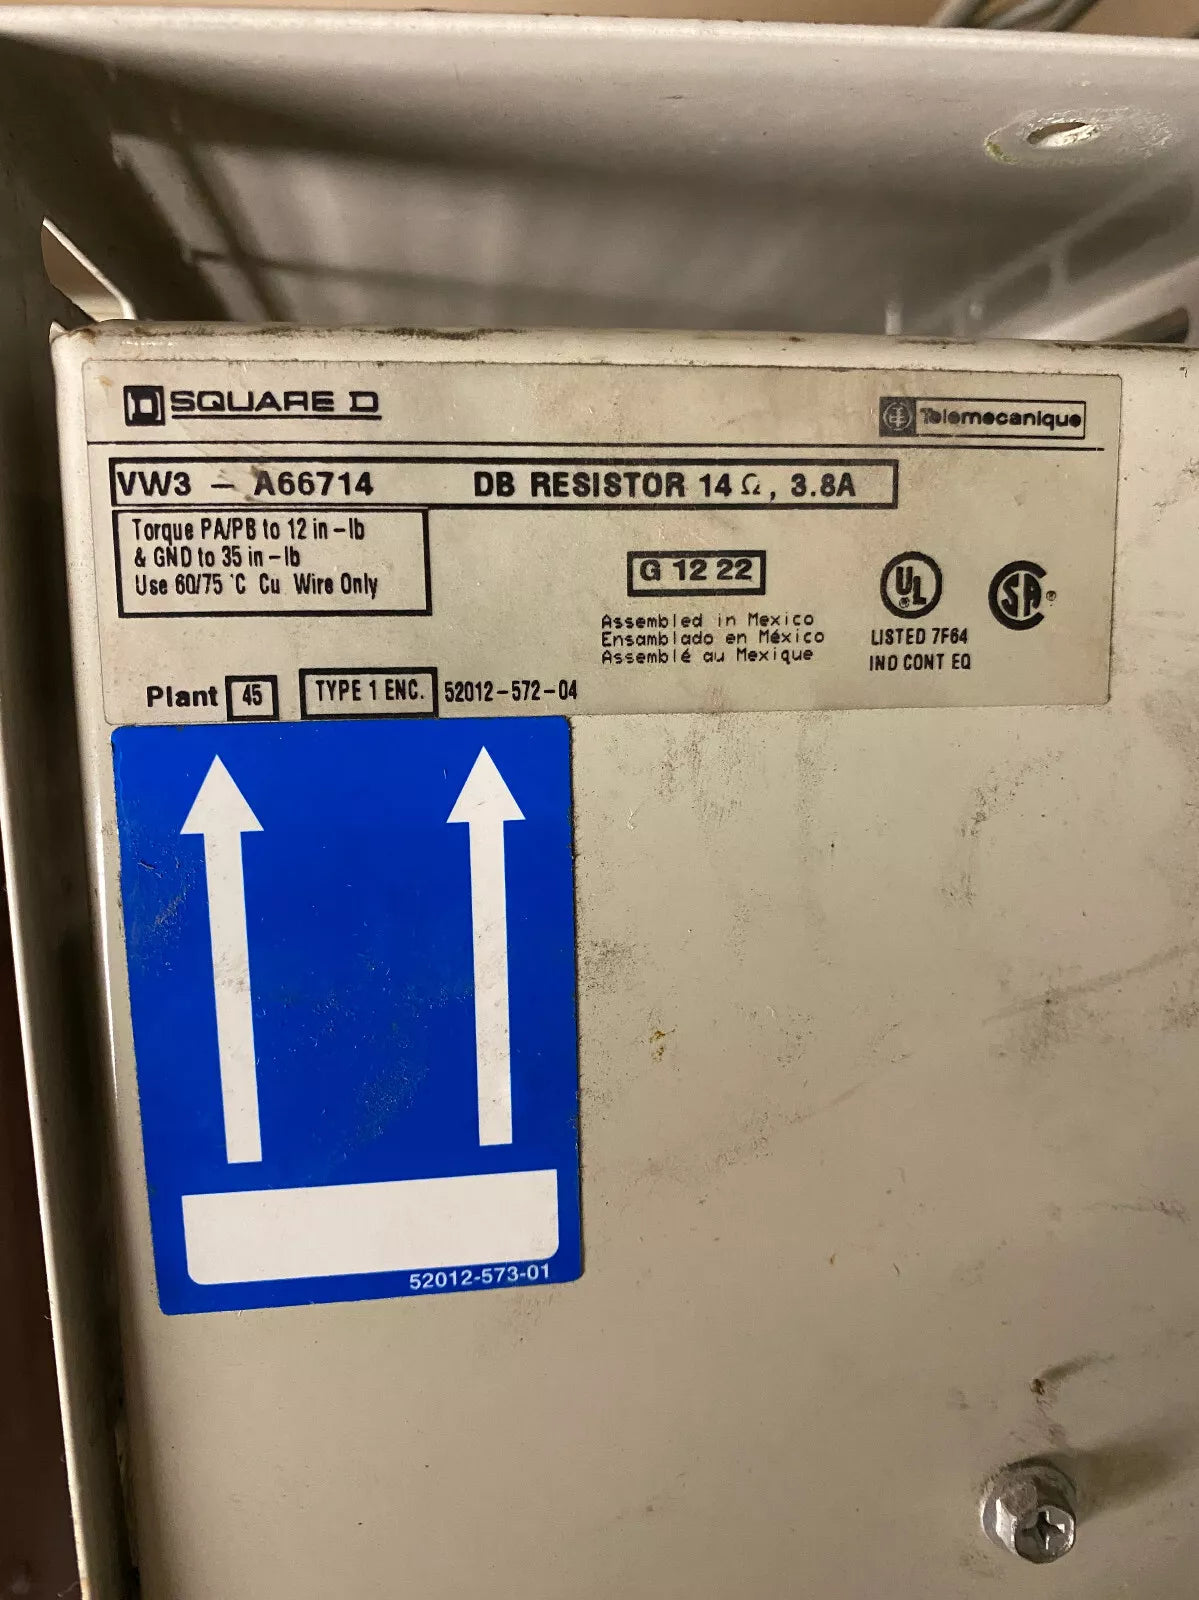 SQUARE D
Telemecanique
VW3 - A66714 DB RESISTOR 14 Ω, 3.8A
Torque PA/PB to 12 in-lb
& GND to 35 in-lb
Use 60/75 °C Cu Wire Only
G 12 22
Assembled in Mexico
Ensamblado en México
Assemblé au Mexique
UL
LISTED 7F64
IND CONT EQ
SA
Plant 45 TYPE 1 ENC. 52012-572-04
52012-573-01